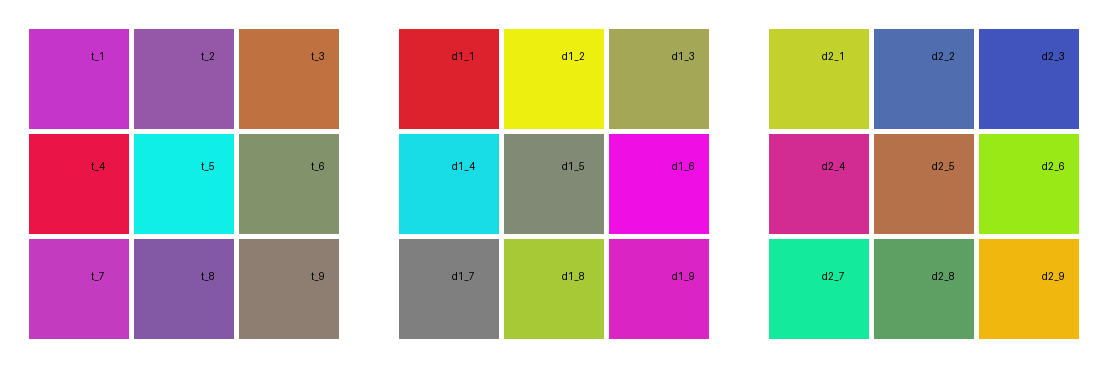 t_1 t_2 t_3 d1_1 d1_2 d1_3 d2_1 d2_2 d2_3
t_4 t_5 t_6 d1_4 d1_5 d1_6 d2_4 d2_5 d2_6
t_7 t_8 t_9 d1_7 d1_8 d1_9 d2_7 d2_8 d2_9